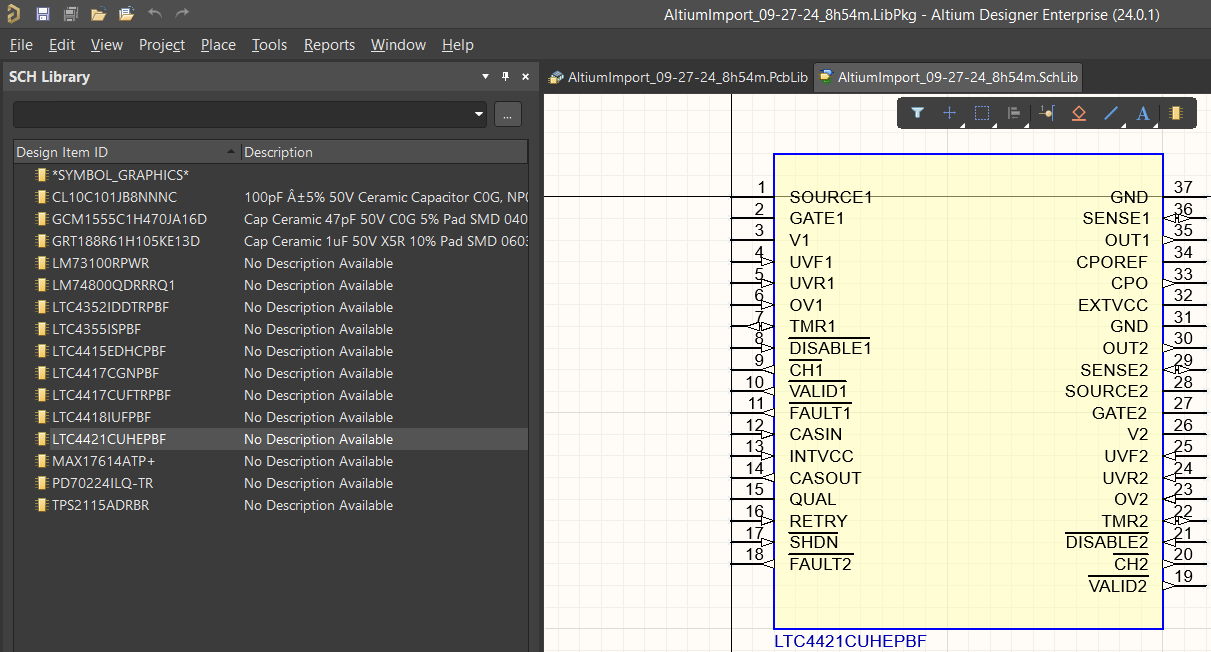 AltiumImport_09-27-24_8h54m.LibPkg - Altium Designer Enterprise (24.0.1)
File Edit View Project Place Tools Reports Window Help
SCH Library
AltiumImport_09-27-24_8h54m.PcbLib
AltiumImport_09-27-24_8h54m.SchLib
...
Design Item ID Description
*SYMBOL_GRAPHICS*
CL10C101JB8NNNC 100pF Â±5% 50V Ceramic Capacitor C0G, NP0
GCM1555C1H470JA16D Cap Ceramic 47pF 50V C0G 5% Pad SMD 040
GRT188R61H105KE13D Cap Ceramic 1uF 50V X5R 10% Pad SMD 0603
LM73100RPWR No Description Available
LM74800QDRRRQ1 No Description Available
LTC4352IDDTRPBF No Description Available
LTC4355ISPBF No Description Available
LTC4415EDHCPBF No Description Available
LTC4417CGNPBF No Description Available
LTC4417CUFTRPBF No Description Available
LTC4418IUFPBF No Description Available
LTC4421CUHEPBF No Description Available
MAX17614ATP+ No Description Available
PD70224ILQ-TR No Description Available
TPS2115ADRBR No Description Available
A
1 SOURCE1 GND 37
2 GATE1 SENSE1 36
3 V1 OUT1 35
4 UVF1 CPOREF 34
5 UVR1 CPO 33
6 OV1 EXTVCC 32
7 TMR1 GND 31
8 DISABLE1 OUT2 30
9 CH1 SENSE2 29
10 VALID1 SOURCE2 28
11 FAULT1 GATE2 27
12 CASIN V2 26
13 INTVCC UVF2 25
14 CASOUT UVR2 24
15 QUAL OV2 23
16 RETRY TMR2 22
17 SHDN DISABLE2 21
18 FAULT2 CH2 20
VALID2 19
LTC4421CUHEPBF